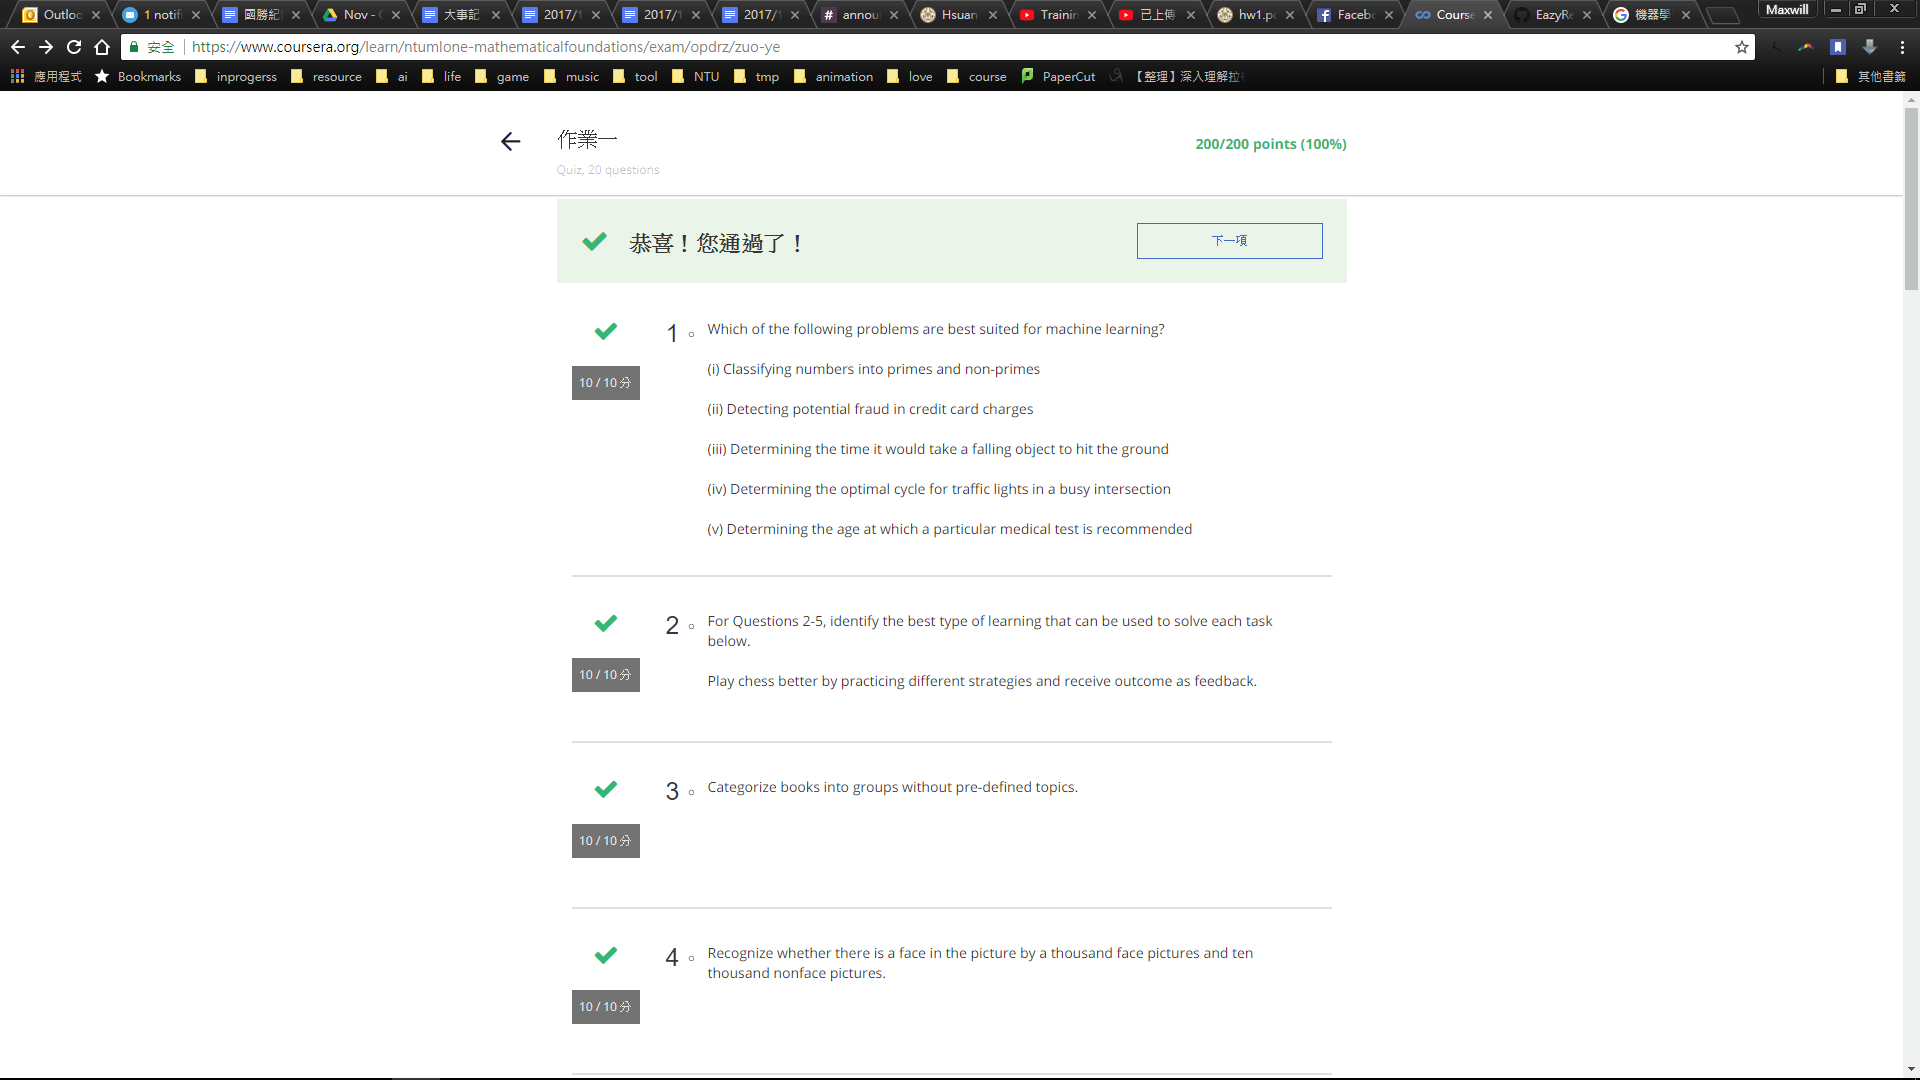 Outloo
1 notifi
國勝紀
Nov - 
大事記
2017/1
2017/1
2017/1
annou
Hsuan
Trainin
已上傳
hw1.p
Facebo
Course
EazyRe
機器學
Maxwill
安全
https://www.coursera.org/learn/ntumlone-mathematicalfoundations/exam/opdrz/zuo-ye
應用程式 Bookmarks inprogerss resource ai life game music tool NTU tmp animation love course PaperCut 【整理】深入理解拉 其他書籤
作業一
200/200 points (100%)
Quiz, 20 questions
恭喜！您通過了！
下一項
10 / 10 分
1
Which of the following problems are best suited for machine learning?
(i) Classifying numbers into primes and non-primes
(ii) Detecting potential fraud in credit card charges
(iii) Determining the time it would take a falling object to hit the ground
(iv) Determining the optimal cycle for traffic lights in a busy intersection
(v) Determining the age at which a particular medical test is recommended
10 / 10 分
2
For Questions 2-5, identify the best type of learning that can be used to solve each task
below.
Play chess better by practicing different strategies and receive outcome as feedback.
10 / 10 分
3
Categorize books into groups without pre-defined topics.
10 / 10 分
4
Recognize whether there is a face in the picture by a thousand face pictures and ten
thousand nonface pictures.